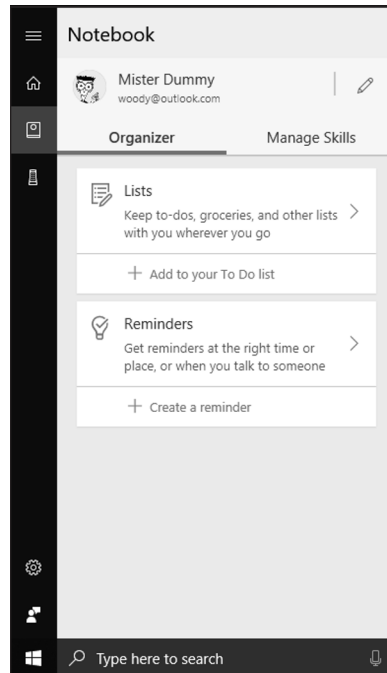 Notebook
Mister Dummy
woody@outlook.com
Organizer
Manage Skills
Lists
Keep to-dos, groceries, and other lists
with you wherever you go
Add to your To Do list
Reminders
Get reminders at the right time or
place, or when you talk to someone
Create a reminder
Type here to search